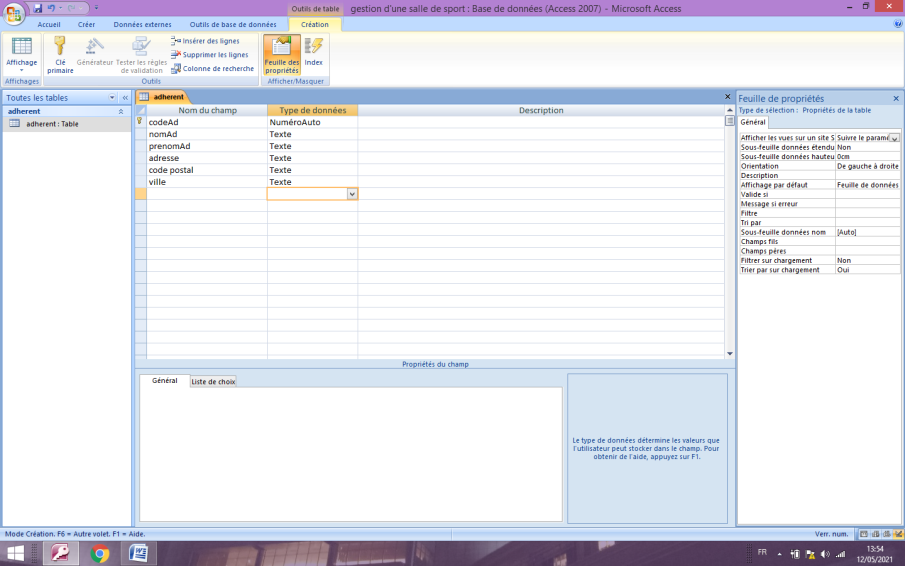 Outils de table
gestion d'une salle de sport : Base de données (Access 2007) - Microsoft Access
Accueil
Créer
Données externes
Outils de base de données
Création
Affichage
Clé primaire
Générateur
Tester les règles de validation
Insérer des lignes
Supprimer les lignes
Colonne de recherche
Feuille des propriétés
Index
Affichages
Outils
Afficher/Masquer
Toutes les tables
adherent
adherent : Table
adherent
Nom du champ
Type de données
Description
codeAd
NuméroAuto
nomAd
Texte
prenomAd
Texte
adresse
Texte
code postal
Texte
ville
Texte
Propriétés du champ
Général
Liste de choix
Le type de données détermine les valeurs que
l'utilisateur peut stocker dans le champ. Pour
obtenir de l'aide, appuyez sur F1.
Feuille de propriétés
Type de sélection : Propriétés de la table
Général
Afficher les vues sur un site S
Suivre le paramé
Sous-feuille données étendu
Non
Sous-feuille données hauteu
0cm
Orientation
De gauche à droite
Description
Affichage par défaut
Feuille de données
Valide si
Message si erreur
Filtre
Tri par
Sous-feuille données nom
[Auto]
Champs fils
Champs pères
Filtrer sur chargement
Non
Trier par sur chargement
Oui
Mode Création. F6 = Autre volet. F1 = Aide.
Verr. num.
FR
13:54
12/05/2021